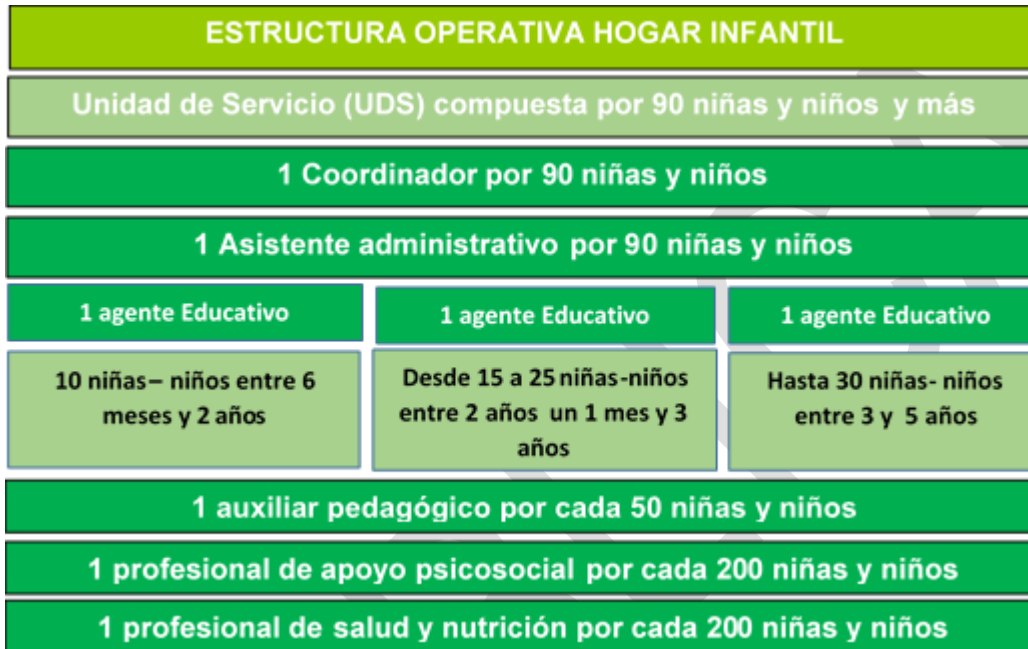 ESTRUCTURA OPERATIVA HOGAR INFANTIL
Unidad de Servicio (UDS) compuesta por 90 niñas y niños y más
1 Coordinador por 90 niñas y niños
1 Asistente administrativo por 90 niñas y niños
1 agente Educativo
10 niñas– niños entre 6
meses y 2 años
1 agente Educativo
Desde 15 a 25 niñas-niños
entre 2 años un 1 mes y 3
años
1 agente Educativo
Hasta 30 niñas- niños
entre 3 y 5 años
1 auxiliar pedagógico por cada 50 niñas y niños
1 profesional de apoyo psicosocial por cada 200 niñas y niños
1 profesional de salud y nutrición por cada 200 niñas y niños